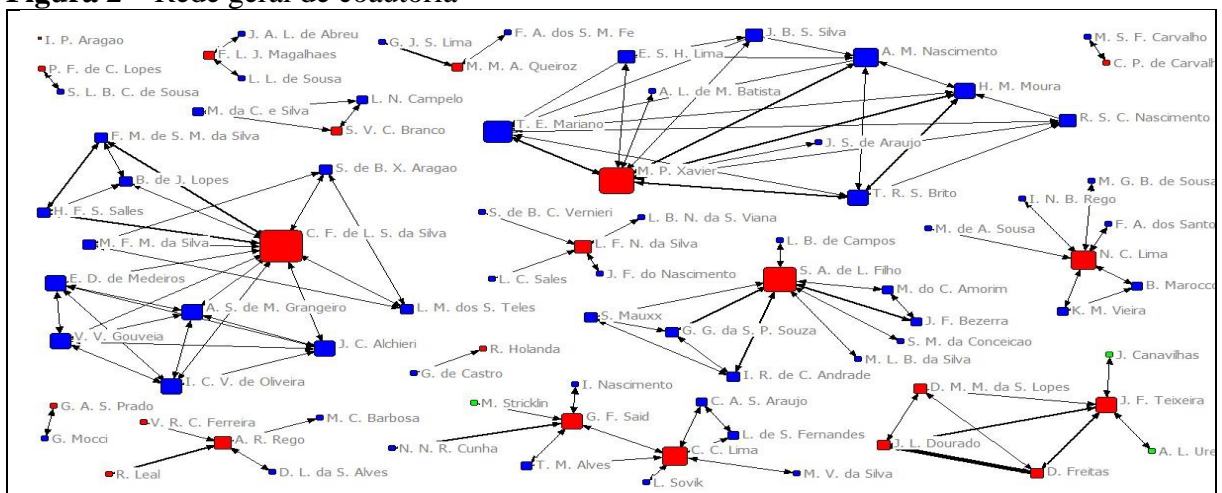 Figura 2 – Rede geral de coautoria
I. P. Aragao
J. A. L. de Abreu
F. L. J. Magalhaes
L. L. de Sousa
P. F. de C. Lopes
S. L. B. C. de Sousa
G. J. S. Lima
F. A. dos S. M. Fe
M. M. A. Queiroz
M. da C. e Silva
L. N. Campelo
S. V. C. Branco
J. B. S. Silva
E. S. H. Lima
A. M. Nascimento
A. L. de M. Batista
H. M. Moura
T. E. Mariano
R. S. C. Nascimento
J. S. de Araujo
M. P. Xavier
T. R. S. Brito
M. S. F. Carvalho
C. P. de Carvalh
F. M. de S. M. da Silva
S. de B. X. Aragao
B. de J. Lopes
H. F. S. Salles
M. F. M. da Silva
C. F. de L. S. da Silva
E. D. de Medeiros
A. S. de M. Grangeiro
L. M. dos S. Teles
V. V. Gouveia
J. C. Alchieri
I. C. V. de Oliveira
S. de B. C. Vernieri
L. B. N. da S. Viana
L. F. N. da Silva
L. C. Sales
J. F. do Nascimento
L. B. de Campos
S. A. de L. Filho
M. do C. Amorim
S. Mauxx
G. G. da S. P. Souza
J. F. Bezerra
S. M. da Conceicao
M. L. B. da Silva
I. R. de C. Andrade
M. G. B. de Sousa
I. N. B. Rego
M. de A. Sousa
F. A. dos Santo
N. C. Lima
B. Marocco
K. M. Vieira
R. Holanda
G. de Castro
G. A. S. Prado
G. Mocci
V. R. C. Ferreira
M. C. Barbosa
A. R. Rego
R. Leal
D. L. da S. Alves
I. Nascimento
M. Stricklin
G. F. Said
C. A. S. Araujo
N. N. R. Cunha
L. de S. Fernandes
T. M. Alves
C. C. Lima
L. Sovik
M. V. da Silva
J. Canavilhas
D. M. M. da S. Lopes
J. F. Teixeira
J. L. Dourado
A. L. Ure
D. Freitas